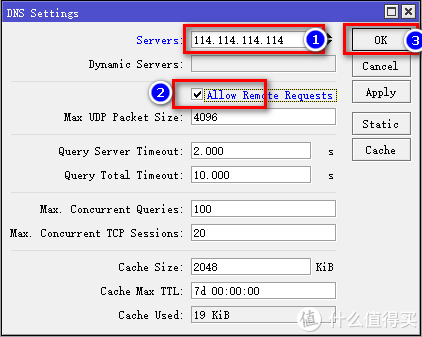 DNS Settings
Servers: 114.114.114.114 1
OK 3
Dynamic Servers:
Cancel
2 Allow Remote Requests
Apply
Max UDP Packet Size: 4096
Static
Query Server Timeout: 2.000 s
Cache
Query Total Timeout: 10.000 s
Max. Concurrent Queries: 100
Max. Concurrent TCP Sessions: 20
Cache Size: 2048 KiB
Cache Max TTL: 7d 00:00:00
Cache Used: 19 KiB
值 什么值得买